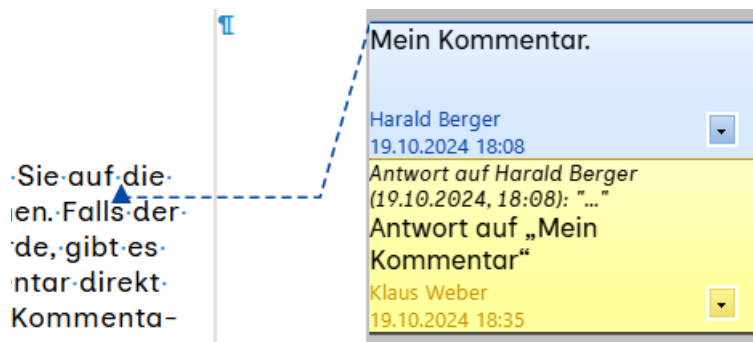 ¶
·Sie·auf·die·
en.·Falls·der·
de,·gibt·es·
ntar·direkt·
Kommenta-
Mein Kommentar.
Harald Berger
19.10.2024 18:08
Antwort auf Harald Berger
(19.10.2024, 18:08): "..."
Antwort auf „Mein
Kommentar“
Klaus Weber
19.10.2024 18:35